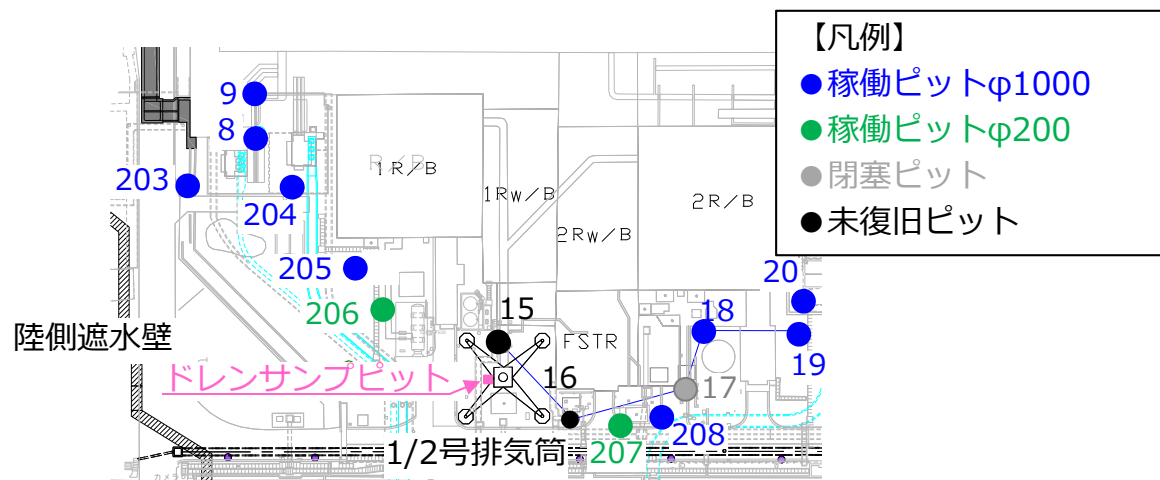 【凡例】
●稼働ピットφ1000
●稼働ピットφ200
●閉塞ピット
●未復旧ピット
9
8
203
204
R/B
1R/B
1RW/B
2R/B
2RW/B
205
206
20
15
18
陸側遮水壁
FSTR
19
ドレンサンプピット
16
17
1/2号排気筒
207
208
カメラ